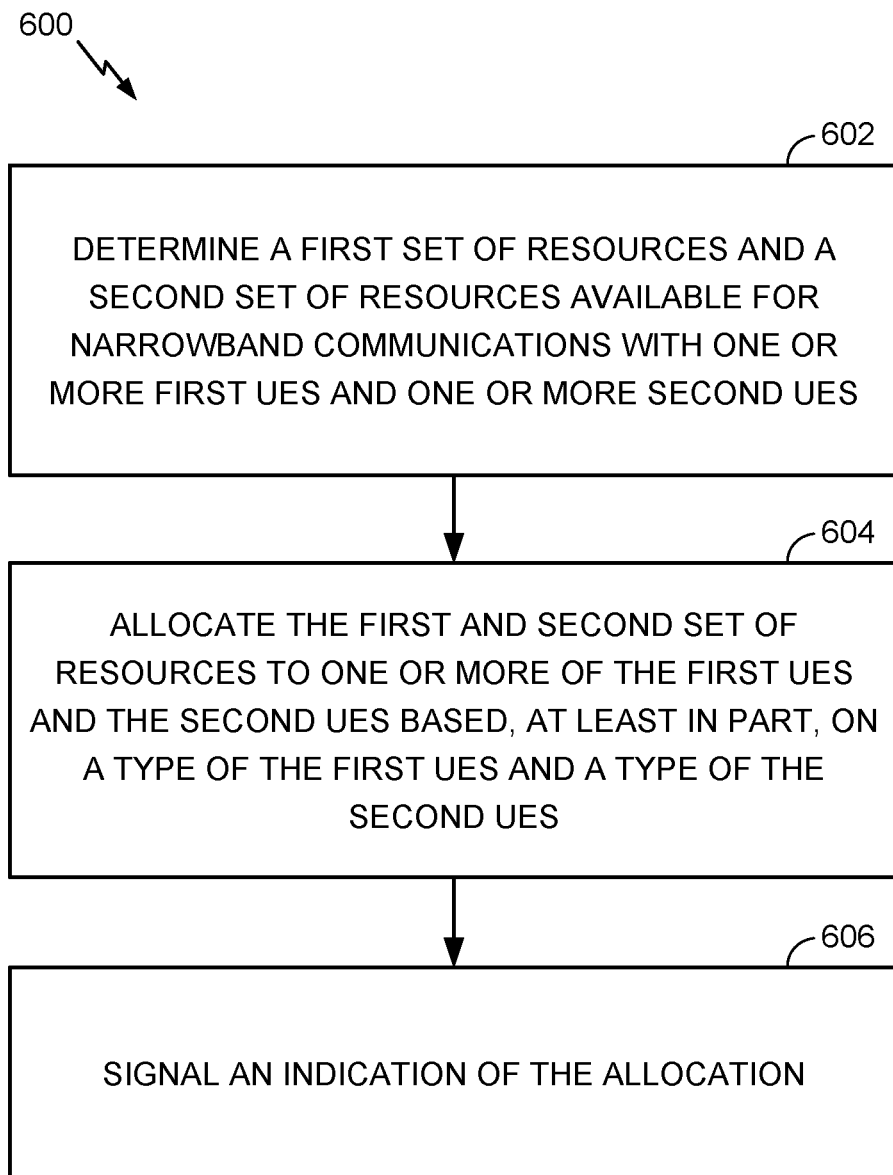 600
602
DETERMINE A FIRST SET OF RESOURCES AND A
SECOND SET OF RESOURCES AVAILABLE FOR
NARROWBAND COMMUNICATIONS WITH ONE OR
MORE FIRST UES AND ONE OR MORE SECOND UES
604
ALLOCATE THE FIRST AND SECOND SET OF
RESOURCES TO ONE OR MORE OF THE FIRST UES
AND THE SECOND UES BASED, AT LEAST IN PART, ON
A TYPE OF THE FIRST UES AND A TYPE OF THE
SECOND UES
606
SIGNAL AN INDICATION OF THE ALLOCATION